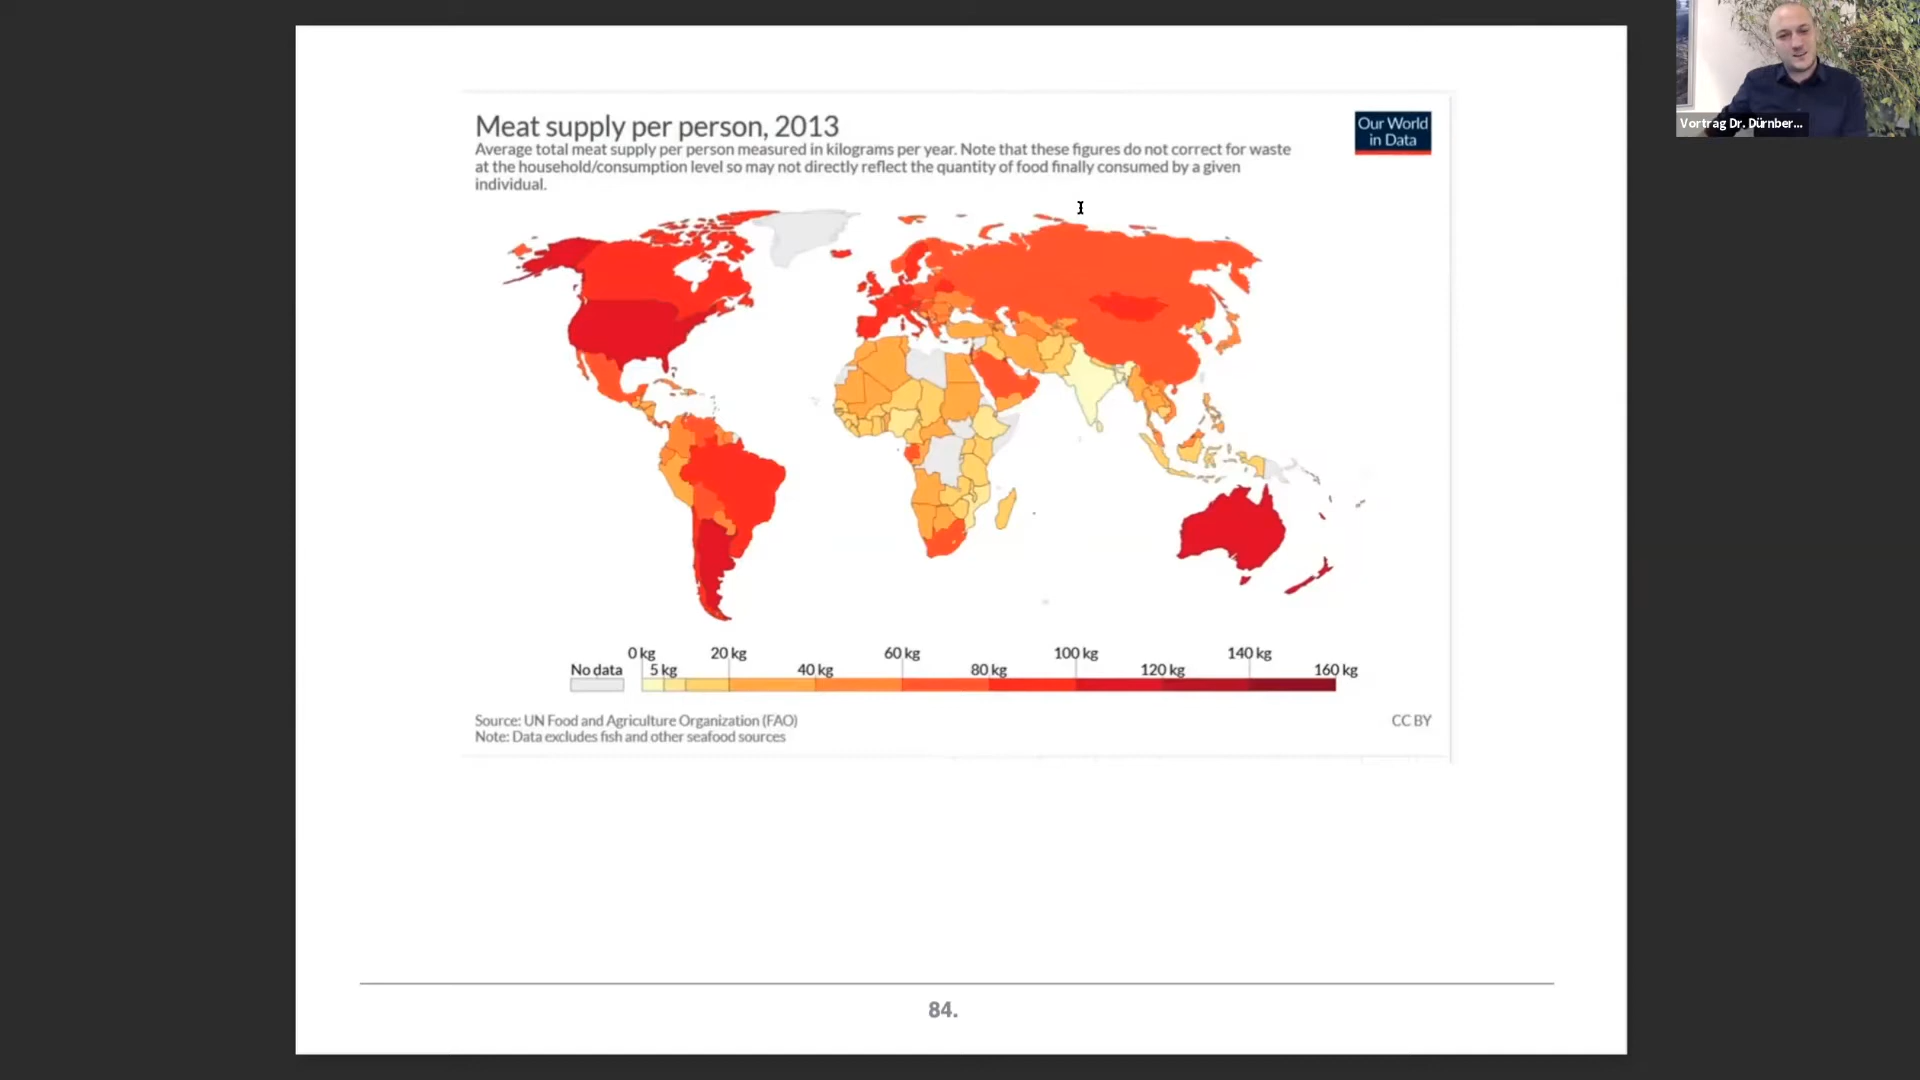 Vortrag Dr. Dürnber...
Meat supply per person, 2013
Our World
in Data
Average total meat supply per person measured in kilograms per year. Note that these figures do not correct for waste
at the household/consumption level so may not directly reflect the quantity of food finally consumed by a given
individual.
No data
0 kg
5 kg
20 kg
40 kg
60 kg
80 kg
100 kg
120 kg
140 kg
160 kg
Source: UN Food and Agriculture Organization (FAO)
CC BY
Note: Data excludes fish and other seafood sources
84.